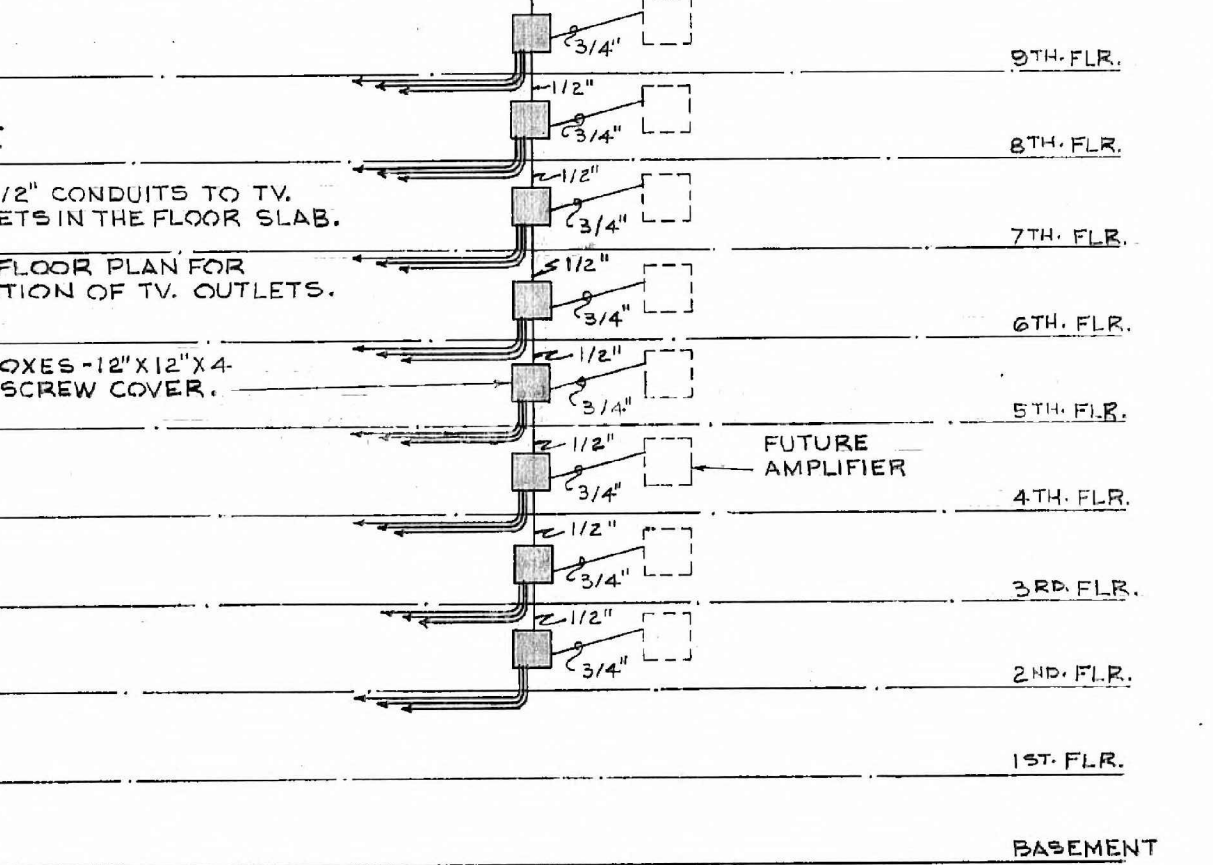 3/4"
9TH. FLR.
1/2"
3/4"
8TH. FLR.
1/2"
/2" CONDUITS TO TV.
ETS IN THE FLOOR SLAB.
3/4"
7TH. FLR.
1/2"
FLOOR PLAN FOR
TION OF TV. OUTLETS.
3/4"
6TH. FLR.
1/2"
OXES-12"X12"X4-
SCREW COVER.
3/4"
5TH. FLR.
1/2"
FUTURE
AMPLIFIER
3/4"
4TH. FLR.
1/2"
3/4"
3RD. FLR.
1/2"
3/4"
2ND. FLR.
1ST. FLR.
BASEMENT